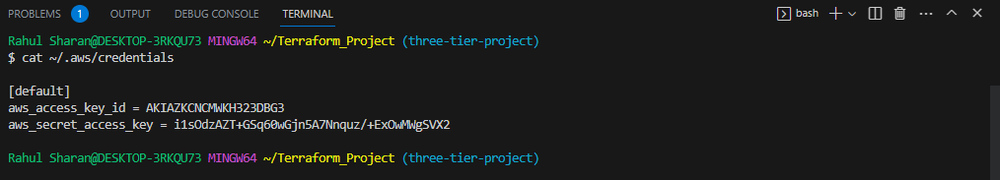 PROBLEMS 1 OUTPUT DEBUG CONSOLE TERMINAL bash
Rahul Sharan@DESKTOP-3RKQU73 MINGW64 ~/Terraform_Project (three-tier-project)
$ cat ~/.aws/credentials
[default]
aws_access_key_id = AKIAZKCNCMWKH323DBG3
aws_secret_access_key = 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
Rahul Sharan@DESKTOP-3RKQU73 MINGW64 ~/Terraform_Project (three-tier-project)